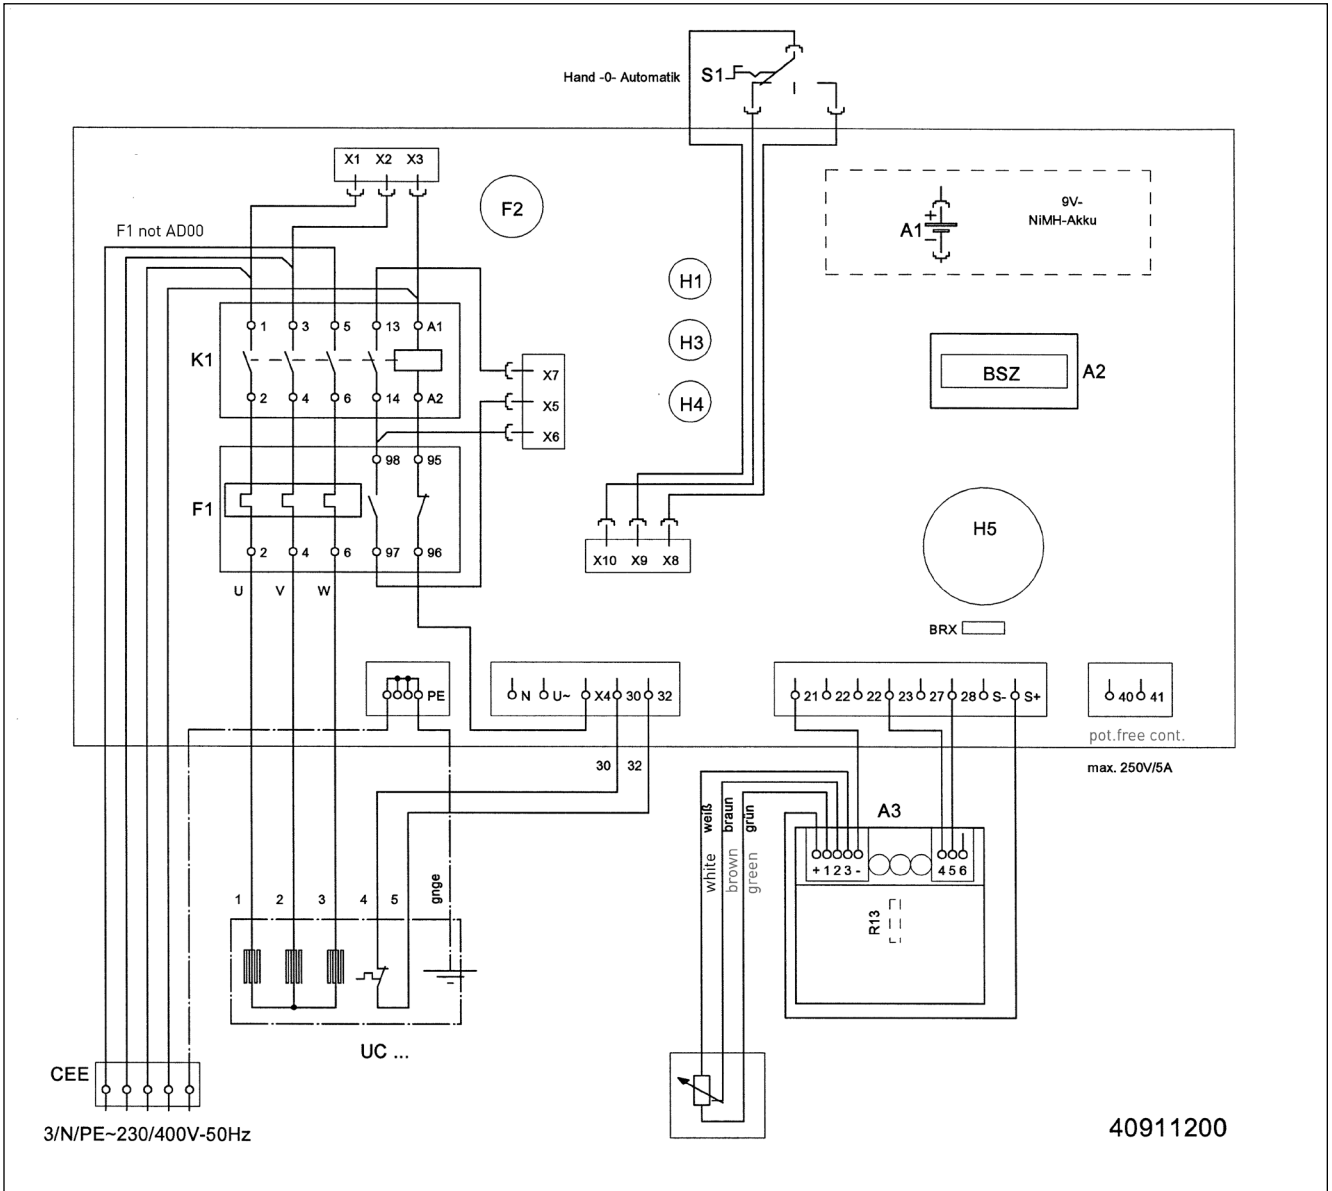 Hand -0- Automatik
S1
X1 X2 X3
F2
F1 not AD00
9V-
NiMH-Akku
A1
+
−
H1
H3
H4
1 3 5 13 A1
K1
2 4 6 14 A2
X7
X5
X6
BSZ
A2
98 95
F1
2 4 6 97 96
U V W
X10 X9 X8
H5
BRX
PE
N U~ X4 30 32
21 22 22 23 27 28 S- S+
40 41
pot.free cont.
max. 250V/5A
30 32
weiß braun grün
white brown green
A3
+ 1 2 3 -
4 5 6
R13
1 2 3 4 5 gnge
UC ...
CEE
3/N/PE~230/400V-50Hz
40911200